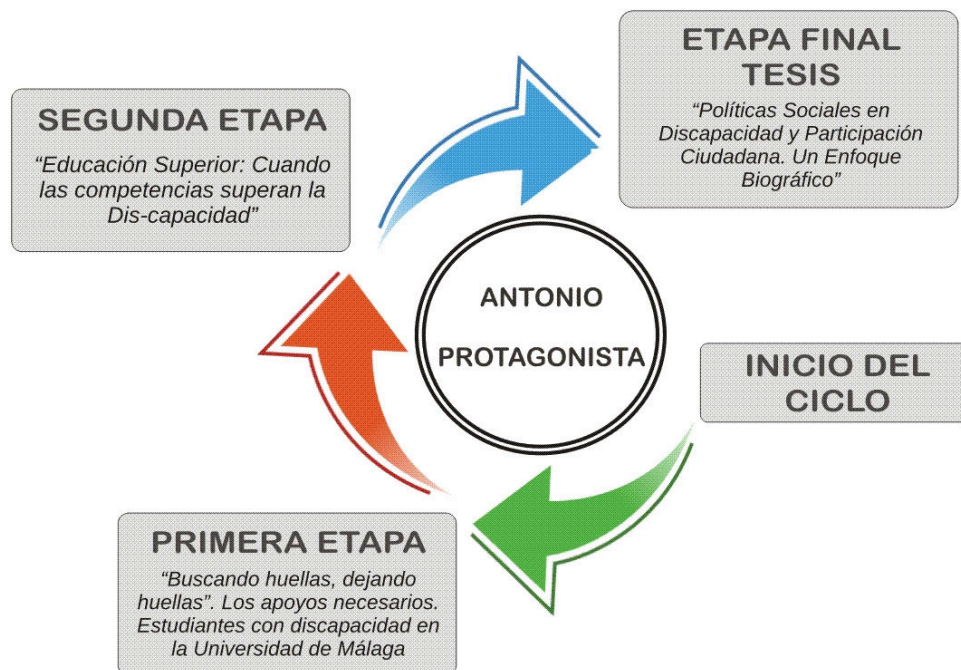 ETAPA FINAL
TESIS
“Políticas Sociales en
Discapacidad y Participación
Ciudadana. Un Enfoque
Biográfico”
SEGUNDA ETAPA
“Educación Superior: Cuando
las competencias superan la
Dis-capacidad”
ANTONIO
PROTAGONISTA
INICIO DEL
CICLO
PRIMERA ETAPA
“Buscando huellas, dejando
huellas”. Los apoyos necesarios.
Estudiantes con discapacidad en
la Universidad de Málaga